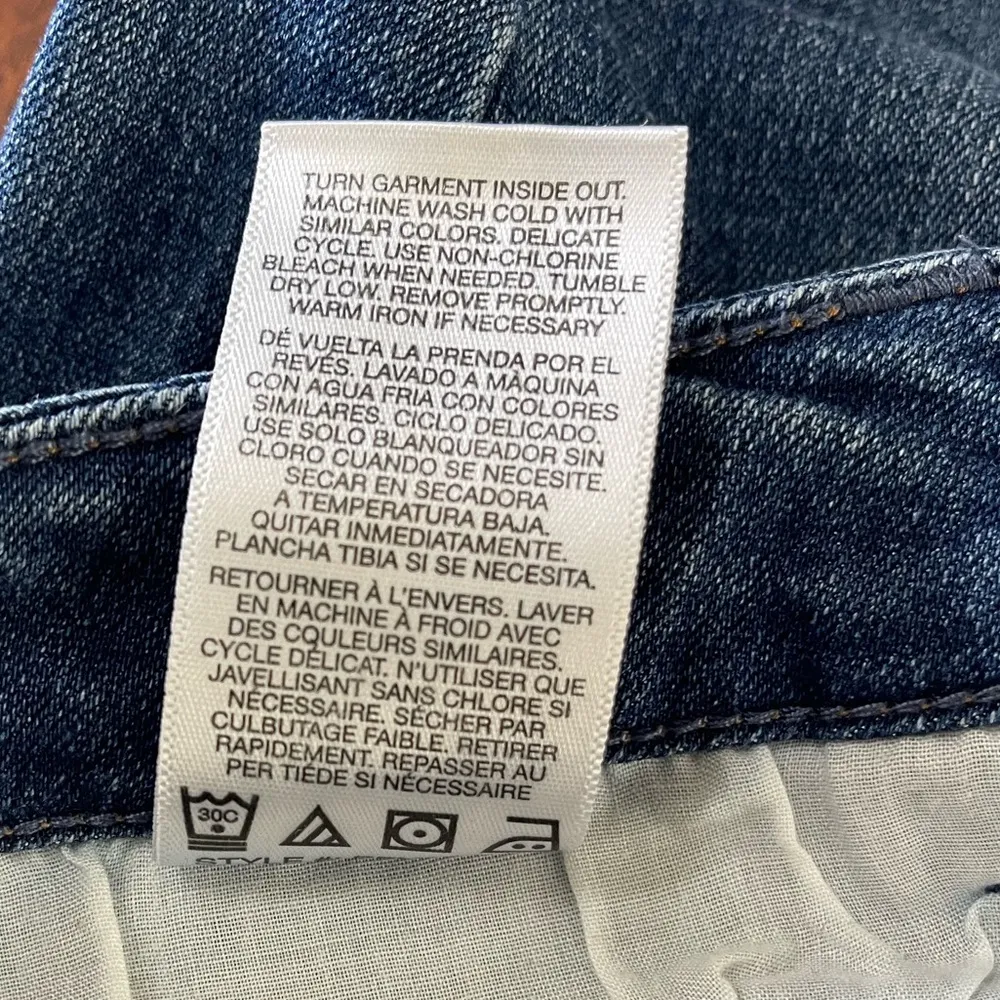 TURN GARMENT INSIDE OUT.
MACHINE WASH COLD WITH
SIMILAR COLORS. DELICATE
CYCLE. USE NON-CHLORINE
BLEACH WHEN NEEDED. TUMBLE
DRY LOW. REMOVE PROMPTLY.
WARM IRON IF NECESSARY
DÉ VUELTA LA PRENDA POR EL
REVÉS. LAVADO A MÁQUINA
CON AGUA FRIA CON COLORES
SIMILARES. CICLO DELICADO.
USE SOLO BLANQUEADOR SIN
CLORO CUANDO SE NECESITE.
SECAR EN SECADORA
A TEMPERATURA BAJA.
QUITAR INMEDIATAMENTE.
PLANCHA TIBIA SI SE NECESITA.
RETOURNER À L'ENVERS. LAVER
EN MACHINE À FROID AVEC
DES COULEURS SIMILAIRES.
CYCLE DÉLICAT. N'UTILISER QUE
JAVELLISANT SANS CHLORE SI
NÉCESSAIRE. SÉCHER PAR
CULBUTAGE FAIBLE. RETIRER
RAPIDEMENT. REPASSER AU
PER TIÉDE SI NÉCESSAIRE
30C
STYLE #